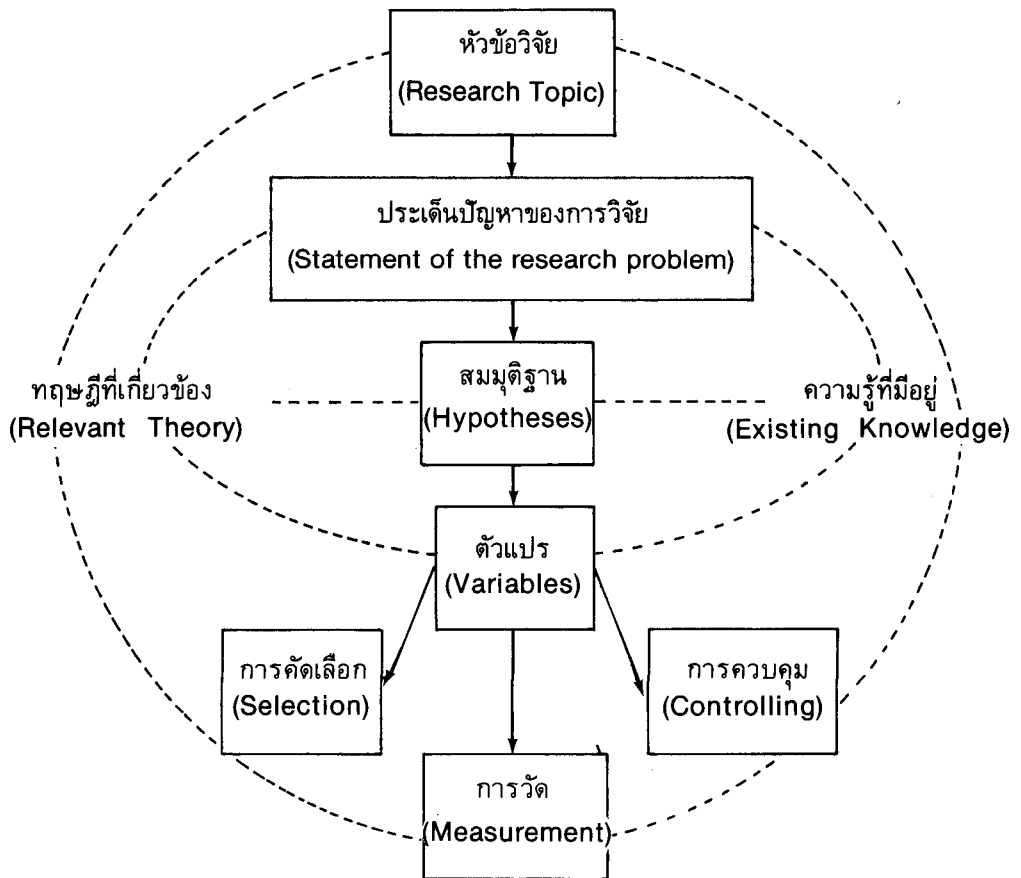 หัวข้อวิจัย
(Research Topic)
ประเด็นปัญหาของการวิจัย
(Statement of the research problem)
สมมุติฐาน
(Hypotheses)
ทฤษฎีที่เกี่ยวข้อง
(Relevant Theory)
ความรู้ที่มีอยู่
(Existing Knowledge)
ตัวแปร
(Variables)
การคัดเลือก
(Selection)
การควบคุม
(Controlling)
การวัด
(Measurement)